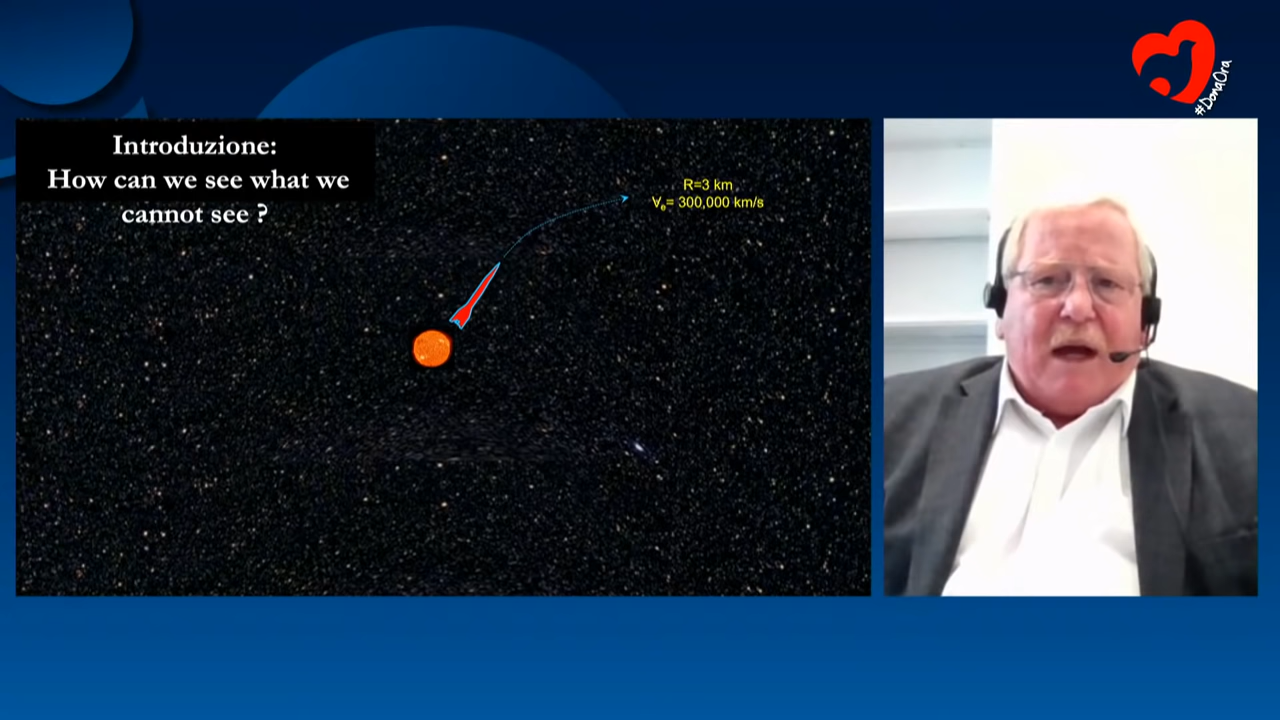 Introduzione:
How can we see what we
cannot see ?
R=3 km
Ve= 300,000 km/s
#DonaOra